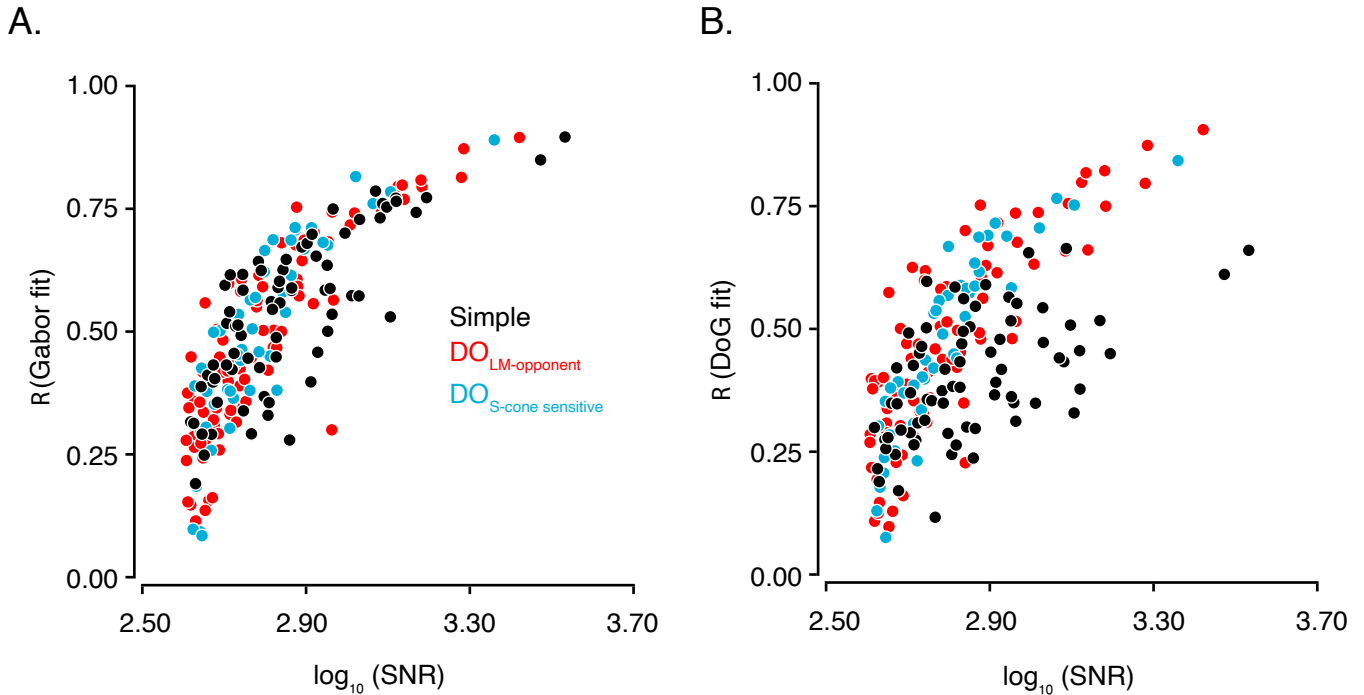 A.
B.
R (Gabor fit)
1.00
0.75
0.50
0.25
0.00
2.50
2.90
3.30
3.70
log10 (SNR)
Simple
DOLM-opponent
DOS-cone sensitive
R (DoG fit)
1.00
0.75
0.50
0.25
0.00
2.50
2.90
3.30
3.70
log10 (SNR)